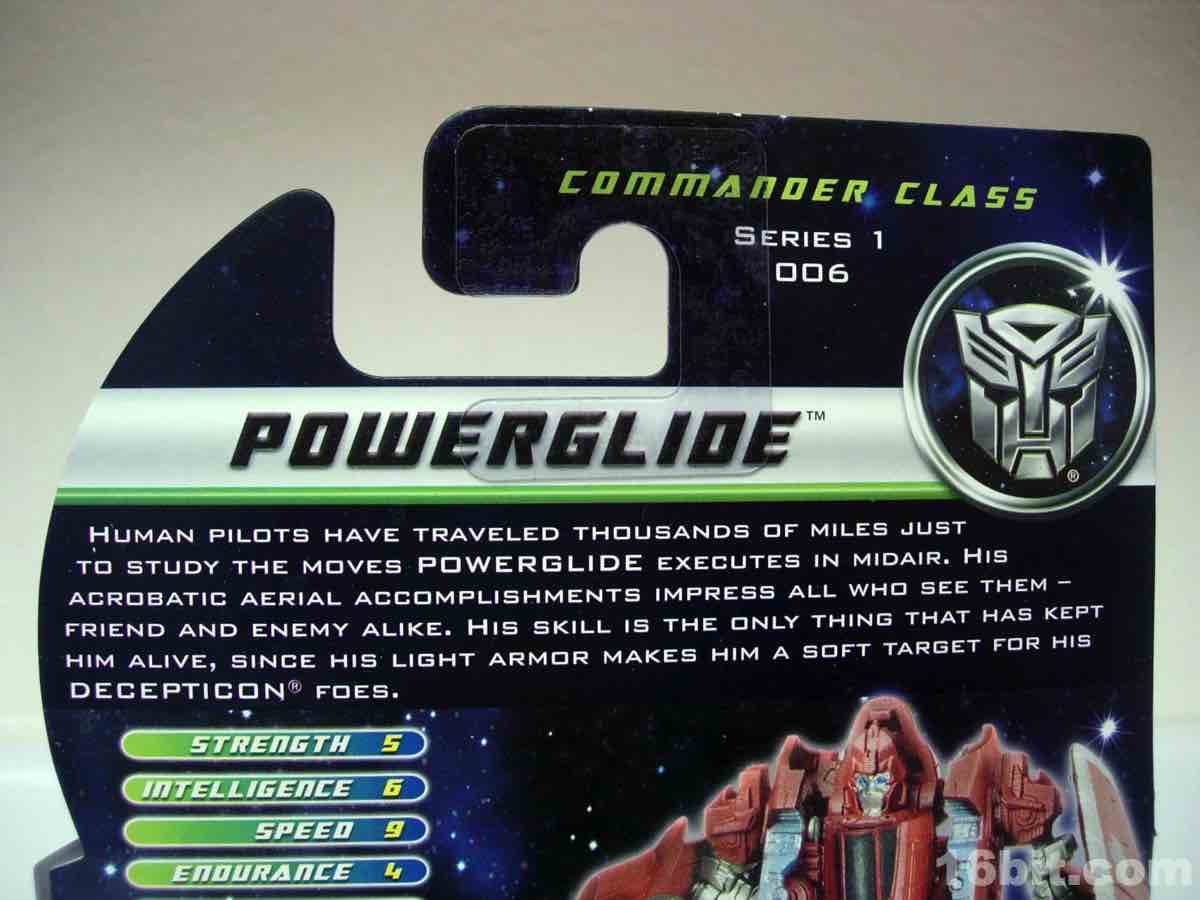 COMMANDER CLASS
SERIES 1
006
POWERGLIDE™
HUMAN PILOTS HAVE TRAVELED THOUSANDS OF MILES JUST
TO STUDY THE MOVES POWERGLIDE EXECUTES IN MIDAIR. HIS
ACROBATIC AERIAL ACCOMPLISHMENTS IMPRESS ALL WHO SEE THEM –
FRIEND AND ENEMY ALIKE. HIS SKILL IS THE ONLY THING THAT HAS KEPT
HIM ALIVE, SINCE HIS LIGHT ARMOR MAKES HIM A SOFT TARGET FOR HIS
DECEPTICON® FOES.
STRENGTH 5
INTELLIGENCE 6
SPEED 9
ENDURANCE 4
®
16bit.com